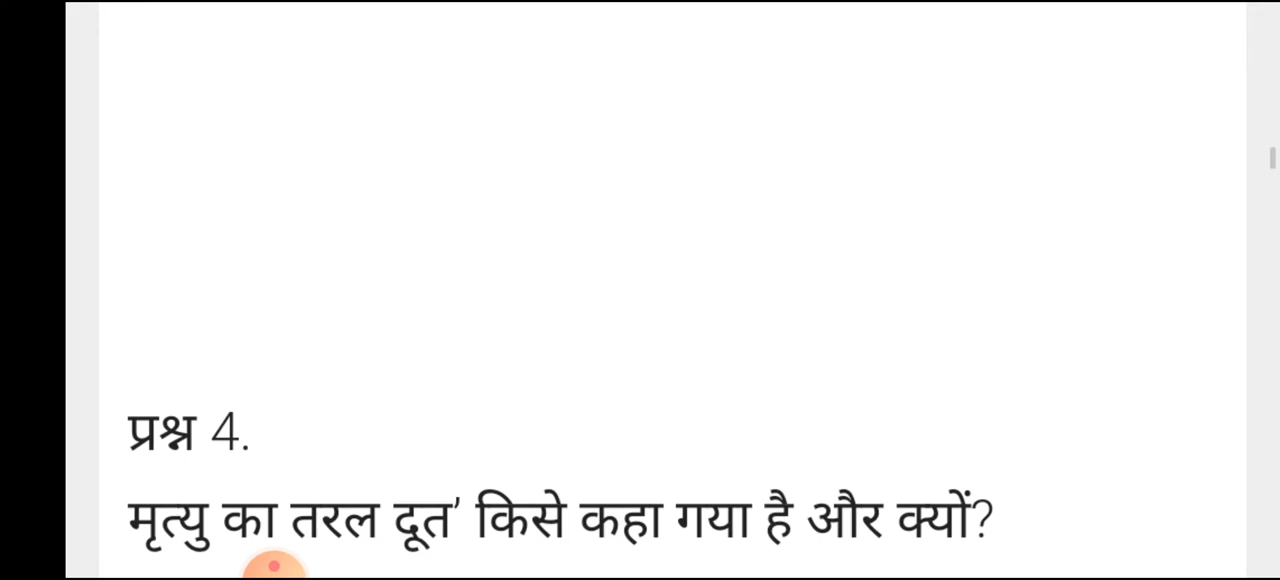 प्रश्न 4.
मृत्यु का तरल दूत’ किसे कहा गया है और क्यों?